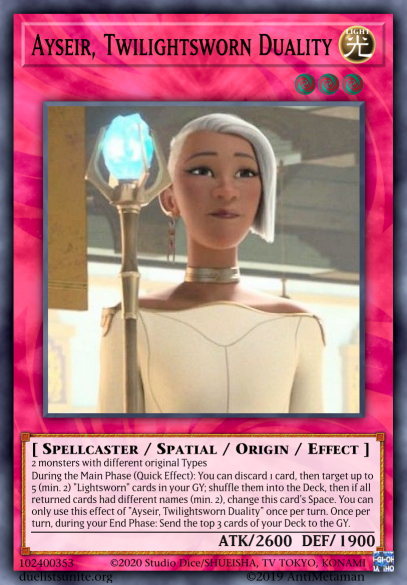 AYSEIR, TWILIGHTSWORN DUALITY
LIGHT
光
[ SPELLCASTER / SPATIAL / ORIGIN / EFFECT ]
2 monsters with different original Types
During the Main Phase (Quick Effect): You can discard 1 card, then target up to
5 (min. 2) "Lightsworn" cards in your GY; shuffle them into the Deck, then if all
returned cards had different names (min. 2), change this card's Space. You can
only use this effect of "Ayseir, Twilightsworn Duality" once per turn. Once per
turn, during your End Phase: Send the top 3 cards of your Deck to the GY.
ATK/2600 DEF/1900
102400353 ©2020 Studio Dice/SHUEISHA, TV TOKYO, KONAMI
duelistsunite.org ©2019 AntiMetaman